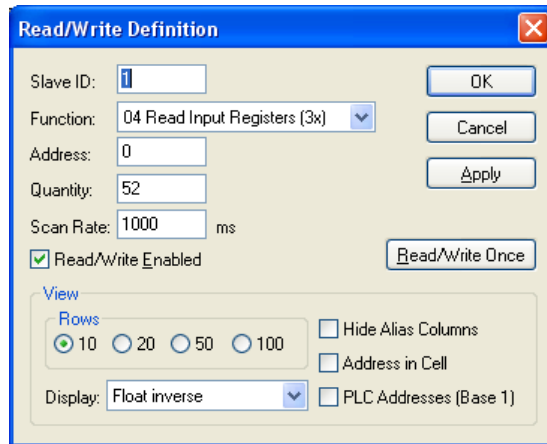 Read/Write Definition
Slave ID: 1
OK
Function: 04 Read Input Registers (3x)
Cancel
Address: 0
Apply
Quantity: 52
Scan Rate: 1000 ms
Read/Write Enabled
Read/Write Once
View
Rows
10 20 50 100
Hide Alias Columns
Address in Cell
Display: Float inverse
PLC Addresses (Base 1)